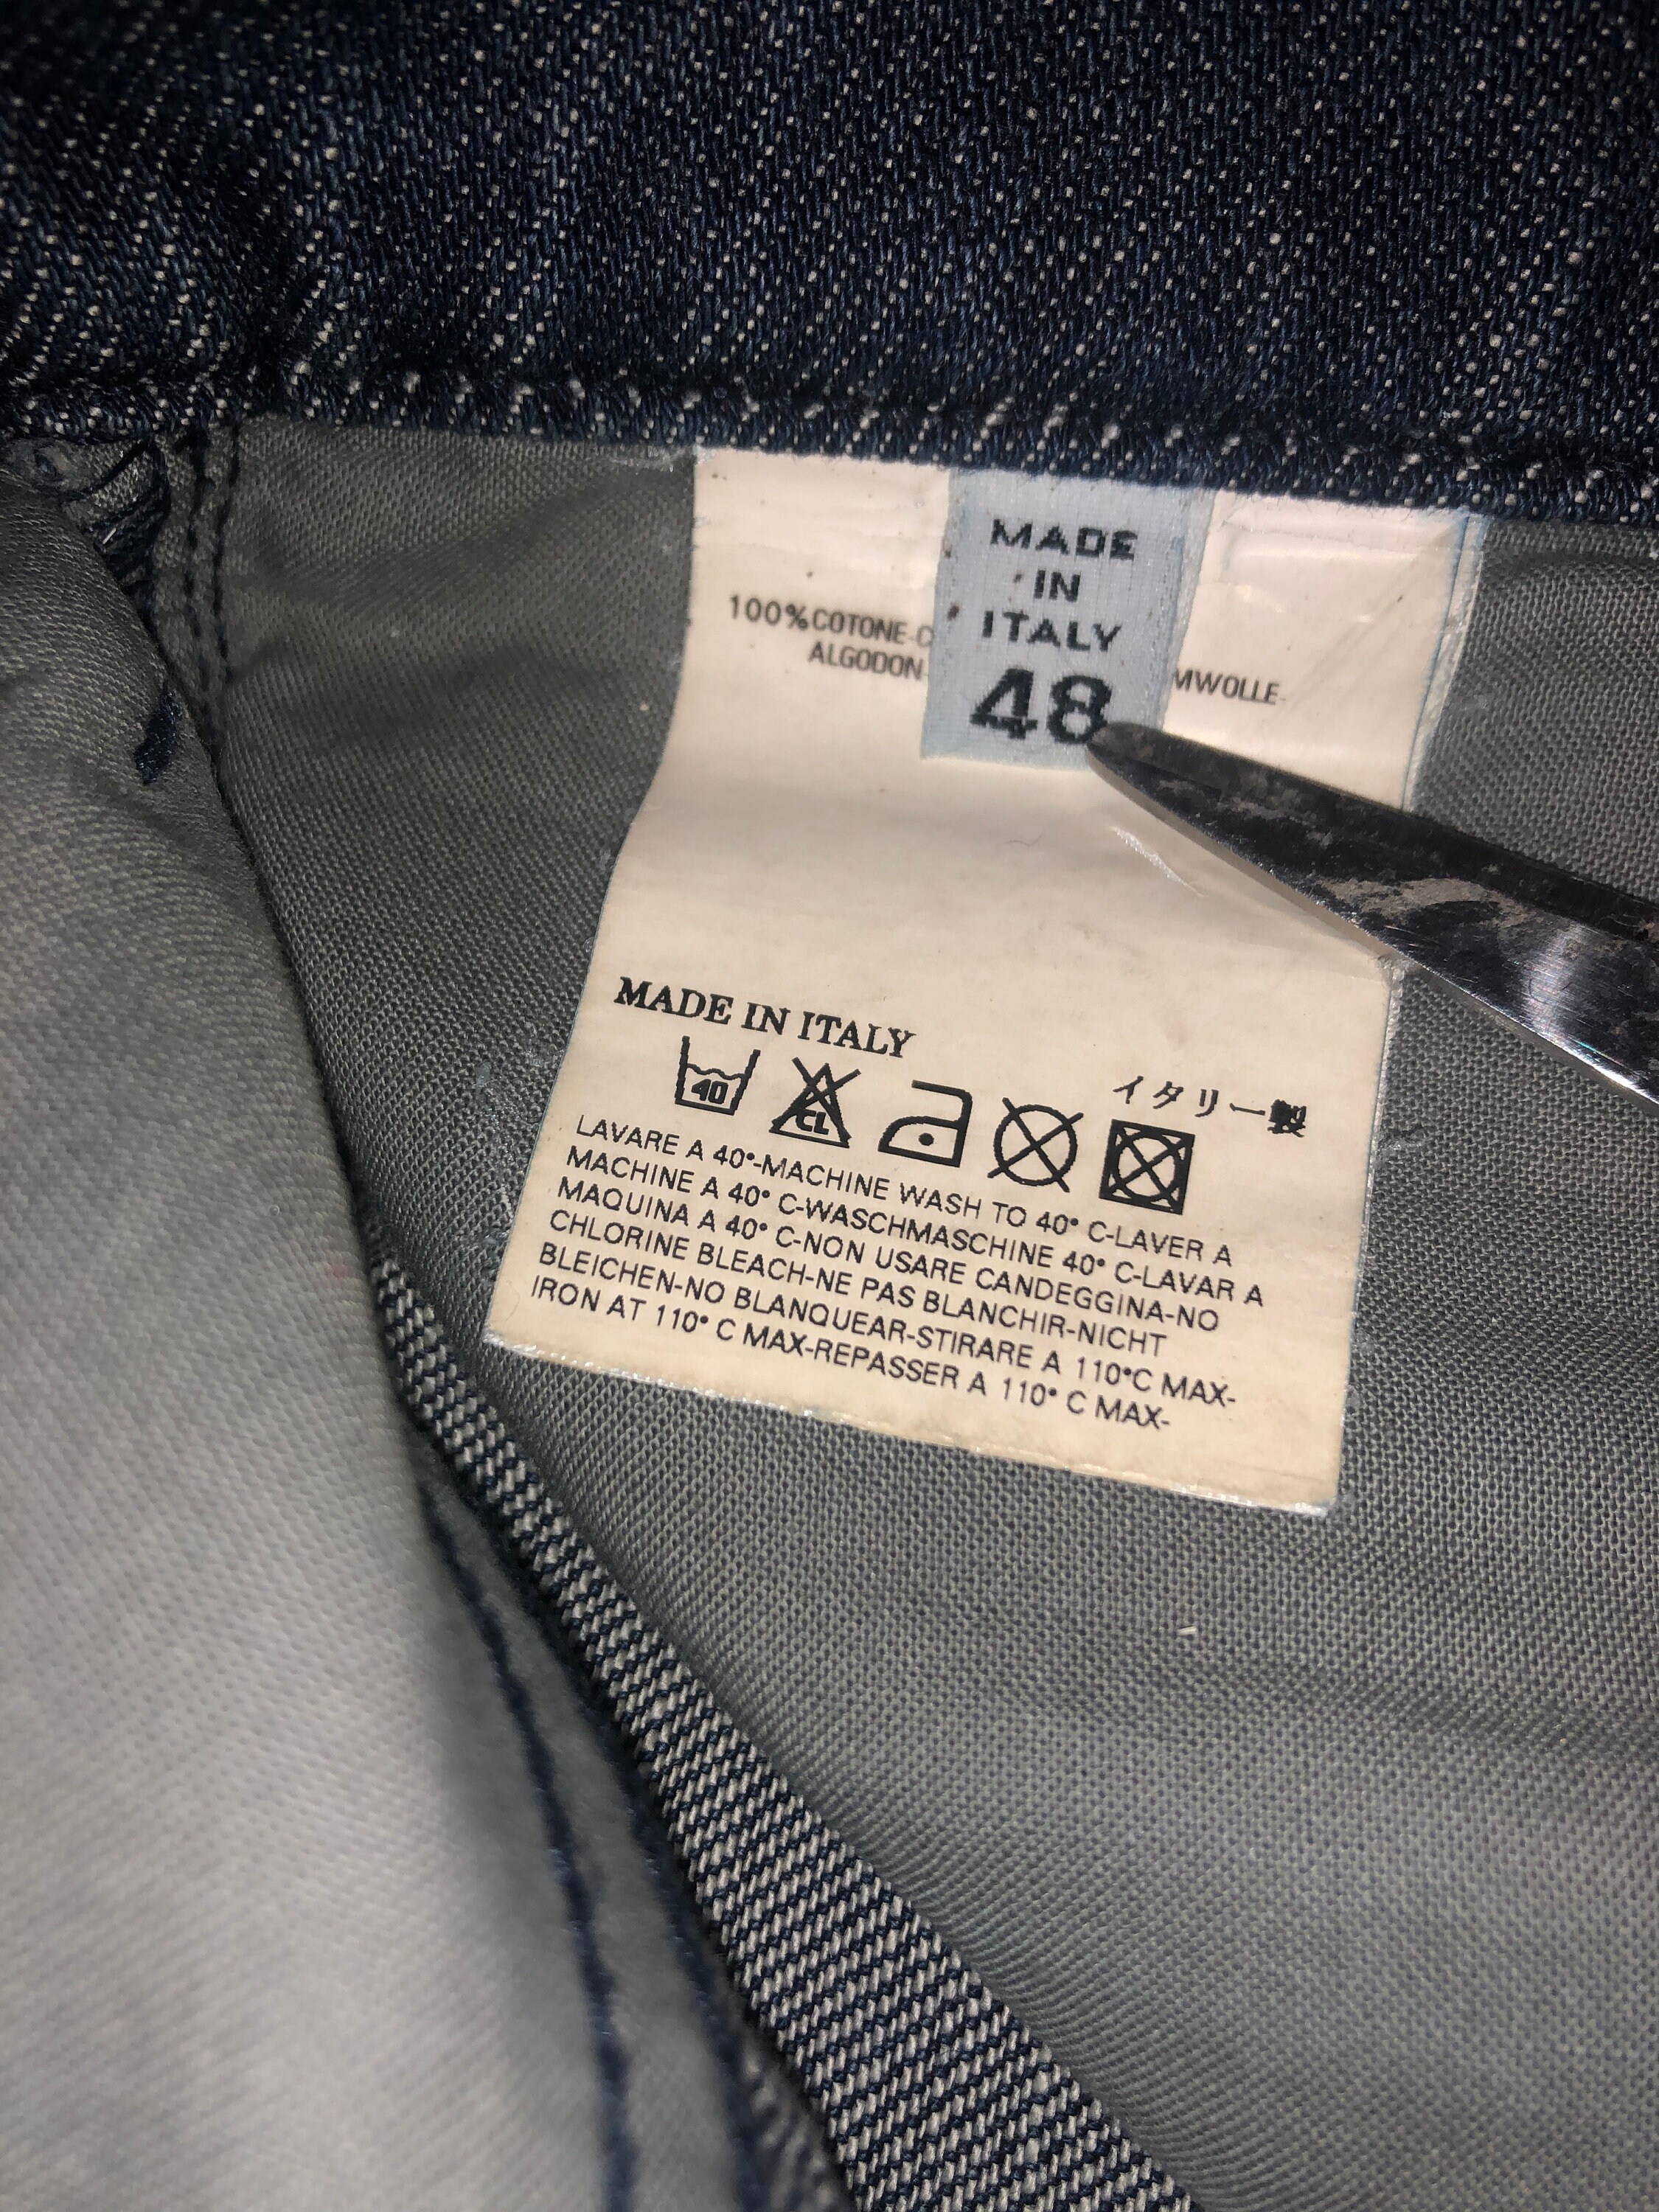 MADE
IN
ITALY
48
100%COTONE-
ALGODON-
MADE IN ITALY
イタリー製
40
CL
LAVARE A 40°-MACHINE WASH TO 40° C-LAVER A
MACHINE A 40° C-WASCHMASCHINE 40° C-LAVAR A
MAQUINA A 40° C-NON USARE CANDEGGINA-NO
CHLORINE BLEACH-NE PAS BLANCHIR-NICHT
BLEICHEN-NO BLANQUEAR-STIRARE A 110°C MAX-
IRON AT 110° C MAX-REPASSER A 110° C MAX-